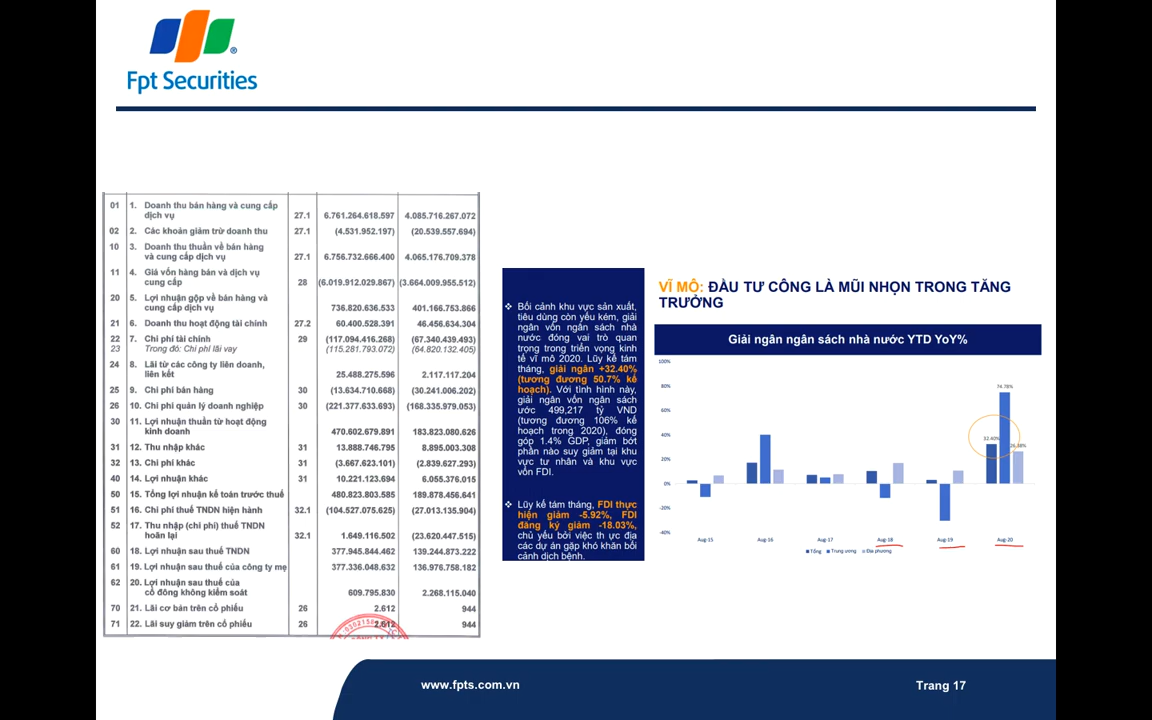 Fpt Securities
01 1. Doanh thu bán hàng và cung cấp
dịch vụ 27.1 6.761.264.618.597 4.085.716.267.072
02 2. Các khoản giảm trừ doanh thu 27.1 (4.531.952.197) (20.539.557.694)
10 3. Doanh thu thuần về bán hàng
và cung cấp dịch vụ 27.1 6.756.732.666.400 4.065.176.709.378
11 4. Giá vốn hàng bán và dịch vụ
cung cấp 28 (6.019.912.029.867) (3.664.009.955.512)
20 5. Lợi nhuận gộp về bán hàng và
cung cấp dịch vụ 736.820.636.533 401.166.753.866
21 6. Doanh thu hoạt động tài chính 27.2 60.400.528.391 46.456.634.304
22 7. Chi phí tài chính 29 (117.094.416.268) (67.340.439.493)
23 Trong đó: Chi phí lãi vay (115.281.793.072) (64.820.132.405)
24 8. Lãi từ các công ty liên doanh,
liên kết 25.488.275.596 2.117.117.204
25 9. Chi phí bán hàng 30 (13.634.710.668) (30.241.006.202)
26 10. Chi phí quản lý doanh nghiệp 30 (221.377.633.693) (168.335.979.053)
30 11. Lợi nhuận thuần từ hoạt động
kinh doanh 470.602.679.891 183.823.080.626
31 12. Thu nhập khác 31 13.888.746.795 8.895.003.308
32 13. Chi phí khác 31 (3.667.623.101) (2.839.627.293)
40 14. Lợi nhuận khác 31 10.221.123.694 6.055.376.015
50 15. Tổng lợi nhuận kế toán trước thuế 480.823.803.585 189.878.456.641
51 16. Chi phí thuế TNDN hiện hành 32.1 (104.527.075.625) (27.013.135.904)
52 17. Thu nhập (chi phí) thuế TNDN
hoãn lại 32.1 1.649.116.502 (23.620.447.515)
60 18. Lợi nhuận sau thuế TNDN 377.945.844.462 139.244.873.222
61 19. Lợi nhuận sau thuế của công ty mẹ 377.336.048.632 136.976.758.182
62 20. Lợi nhuận sau thuế của
cổ đông không kiểm soát 609.795.830 2.268.115.040
70 21. Lãi cơ bản trên cổ phiếu 26 2.612 944
71 22. Lãi suy giảm trên cổ phiếu 26 2.612 944
❖ Bối cảnh khu vực sản xuất,
tiêu dùng còn yếu kém, giải
ngân vốn ngân sách nhà
nước đóng vai trò quan
trọng trong triển vọng kinh
tế vĩ mô 2020. Lũy kế tám
tháng, giải ngân +32.40%
(tương đương 50.7% kế
hoạch). Với tình hình này,
giải ngân vốn ngân sách
ước 499,217 tỷ VND
(tương đương 106% kế
hoạch trong 2020), đóng
góp 1.4% GDP, giảm bớt
phần nào suy giảm tại khu
vực tư nhân và khu vực
vốn FDI.
❖ Lũy kế tám tháng, FDI thực
hiện giảm -5.92%, FDI
đăng ký giảm -18.03%,
chủ yếu bởi việc th ực địa
các dự án gặp khó khăn bối
cảnh dịch bệnh.
VĨ MÔ: ĐẦU TƯ CÔNG LÀ MŨI NHỌN TRONG TĂNG
TRƯỞNG
Giải ngân ngân sách nhà nước YTD YoY%
100%
80%
60%
40%
20%
0%
-20%
-40%
74.78%
32.40%
26.38%
Aug-15 Aug-16 Aug-17 Aug-18 Aug-19 Aug-20
Tổng Trung ương Địa phương
www.fpts.com.vn
Trang 17